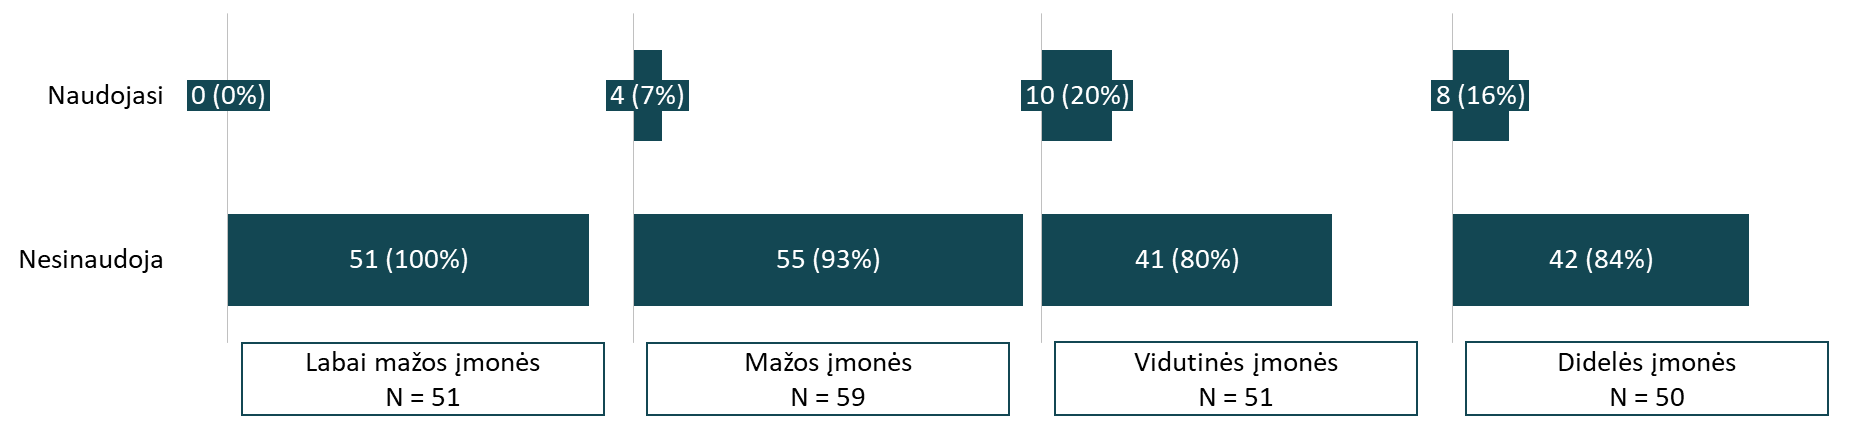 Naudojasi
0 (0%)
4 (7%)
10 (20%)
8 (16%)
Nesinaudoja
51 (100%)
55 (93%)
41 (80%)
42 (84%)
Labai mažos įmonės
N = 51
Mažos įmonės
N = 59
Vidutinės įmonės
N = 51
Didelės įmonės
N = 50